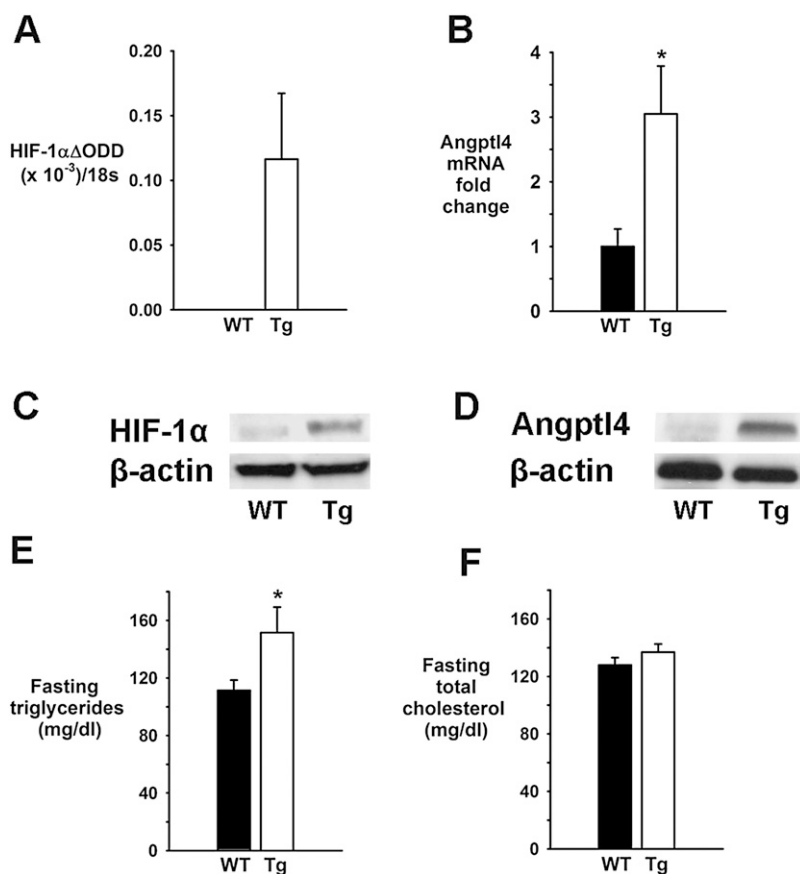 A
0.20
0.15
HIF-1αΔODD
(x 10⁻³)/18s
0.10
0.05
0.00
WT Tg
B
4
*
Angptl4
mRNA
fold
change
3
2
1
0
WT Tg
C
HIF-1α
β-actin
WT Tg
D
Angptl4
β-actin
WT Tg
E
160
*
120
Fasting
triglycerides
(mg/dl)
80
40
0
WT Tg
F
160
120
Fasting
total
cholesterol
(mg/dl)
80
40
0
WT Tg